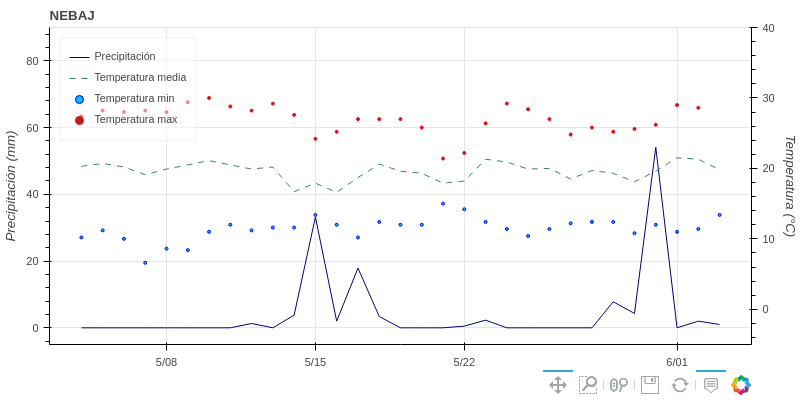 NEBAJ
Precipitación (mm)
80
60
40
20
0
Precipitación
Temperatura media
Temperatura min
Temperatura max
40
30
20
10
0
Temperatura (°C)
5/08
5/15
5/22
6/01